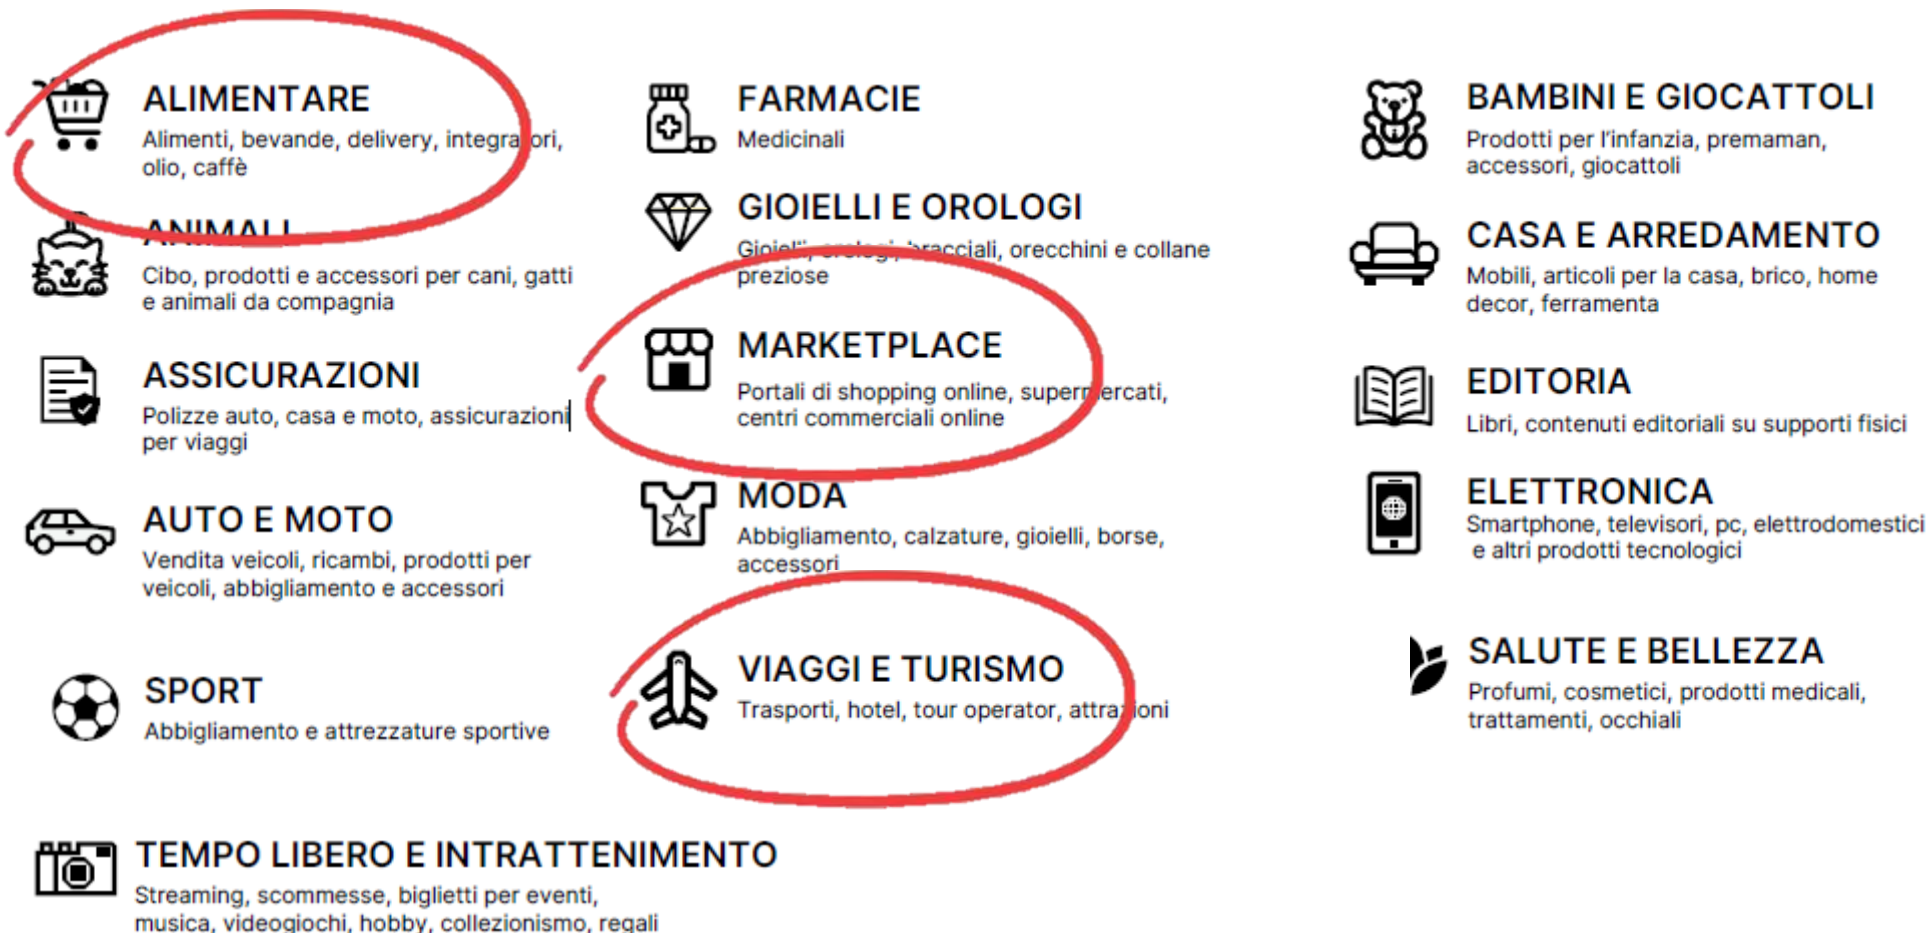 ALIMENTARE
Alimenti, bevande, delivery, integratori,
olio, caffè
ANIMALI
Cibo, prodotti e accessori per cani, gatti
e animali da compagnia
ASSICURAZIONI
Polizze auto, casa e moto, assicurazioni
per viaggi
AUTO E MOTO
Vendita veicoli, ricambi, prodotti per
veicoli, abbigliamento e accessori
SPORT
Abbigliamento e attrezzature sportive
TEMPO LIBERO E INTRATTENIMENTO
Streaming, scommesse, biglietti per eventi,
musica, videogiochi, hobby, collezionismo, regali
FARMACIE
Medicinali
GIOIELLI E OROLOGI
Gioielli, orologi, bracciali, orecchini e collane
preziose
MARKETPLACE
Portali di shopping online, supermercati,
centri commerciali online
MODA
Abbigliamento, calzature, gioielli, borse,
accessori
VIAGGI E TURISMO
Trasporti, hotel, tour operator, attrazioni
BAMBINI E GIOCATTOLI
Prodotti per l'infanzia, premaman,
accessori, giocattoli
CASA E ARREDAMENTO
Mobili, articoli per la casa, brico, home
decor, ferramenta
EDITORIA
Libri, contenuti editoriali su supporti fisici
ELETTRONICA
Smartphone, televisori, pc, elettrodomestici
e altri prodotti tecnologici
SALUTE E BELLEZZA
Profumi, cosmetici, prodotti medicali,
trattamenti, occhiali